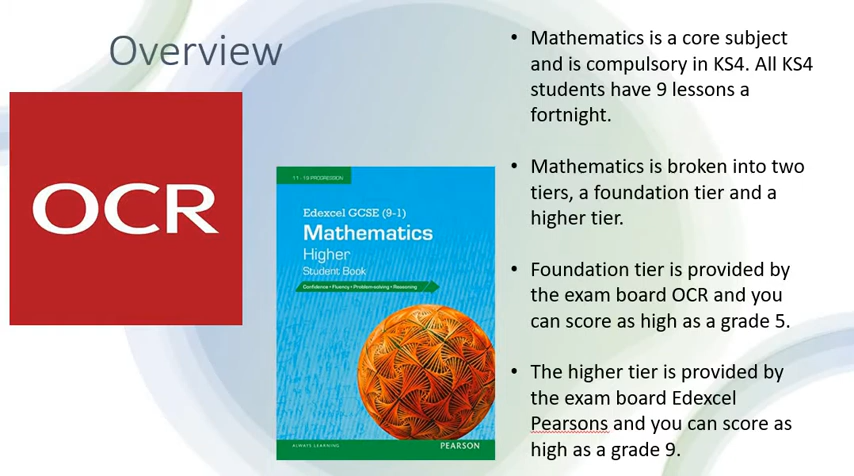 Overview
OCR
11 - 19 PROGRESSION
Edexcel GCSE (9-1)
Mathematics
Higher
Student Book
Confidence • Fluency • Problem-solving • Reasoning
ALWAYS LEARNING
PEARSON
• Mathematics is a core subject
and is compulsory in KS4. All KS4
students have 9 lessons a
fortnight.
• Mathematics is broken into two
tiers, a foundation tier and a
higher tier.
• Foundation tier is provided by
the exam board OCR and you
can score as high as a grade 5.
• The higher tier is provided by
the exam board Edexcel
Pearsons and you can score as
high as a grade 9.